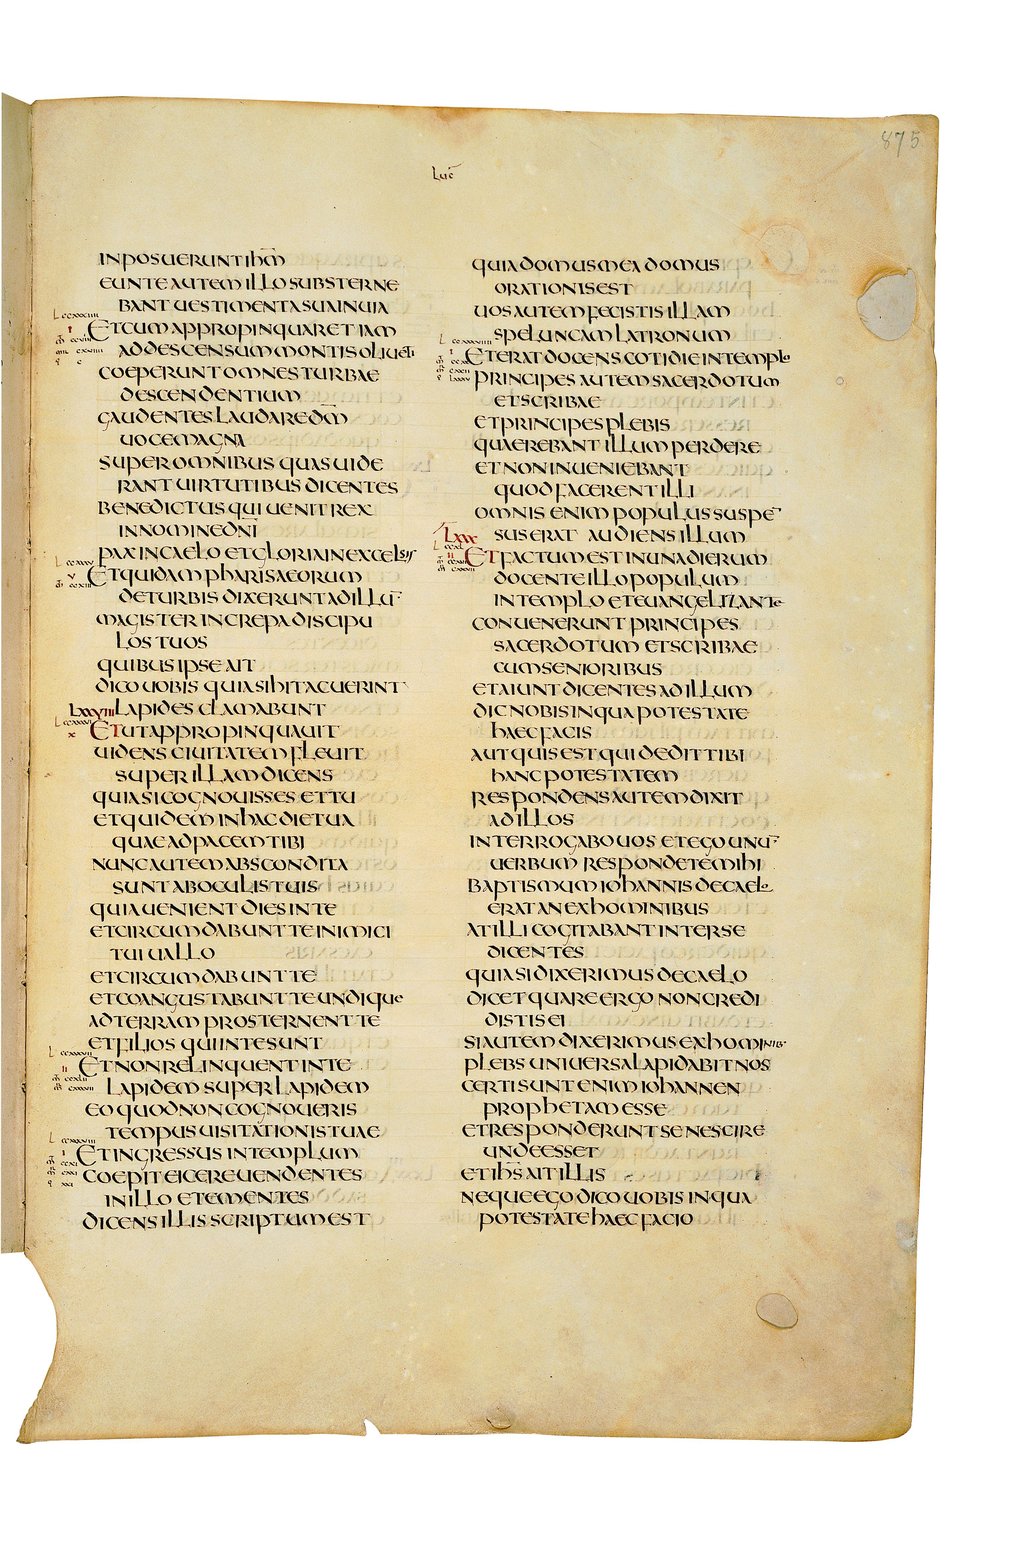 875
Luc̄
INPOSUERUNT IHM̄
EUNTE AUTEM ILLO SUBSTERNE
BANT UESTIMENTA SUA IN UIA
ET CUM APPROPINQUARET IAM
AD DESCENSUM MONTIS OLIUETI
COEPERUNT OMNES TURBAE
DESCENDENTIUM
GAUDENTES LAUDARE DM̄
UOCE MAGNA
SUPER OMNIBUS QUAS UIDE
RANT UIRTUTIBUS DICENTES
BENEDICTUS QUI UENIT REX
IN NOMINE DNĪ
PAX IN CAELO ET GLORIA IN EXCELSIS
ET QUIDAM PHARISAEORUM
DE TURBIS DIXERUNT AD ILLŪ
MAGISTER INCREPA DISCIPU
LOS TUOS
QUIBUS IPSE AIT
DICO UOBIS QUIA SI HI TACUERINT
LXXVIII LAPIDES CLAMABUNT
ET UT APPROPINQUAUIT
UIDENS CIUITATEM FLEUIT
SUPER ILLAM DICENS
QUIA SI COGNOUISSES ET TU
ET QUIDEM IN HAC DIE TUA
QUAE AD PACEM TIBI
NUNC AUTEM ABSCONDITA
SUNT AB OCULIS TUIS
QUIA UENIENT DIES IN TE
ET CIRCUMDABUNT TE INIMICI
TUI UALLO
ET CIRCUMDABUNT TE
ET COANGUSTABUNT TE UNDIQUE
AD TERRAM PROSTERNENT TE
ET FILIOS QUI IN TE SUNT
ET NON RELINQUENT IN TE
LAPIDEM SUPER LAPIDEM
EO QUOD NON COGNOUERIS
TEMPUS UISITATIONIS TUAE
ET INGRESSUS IN TEMPLUM
COEPIT EICERE UENDENTES
IN ILLO ET EMENTES
DICENS ILLIS SCRIPTUM EST
QUIA DOMUS MEA DOMUS
ORATIONIS EST
UOS AUTEM FECISTIS ILLAM
SPELUNCAM LATRONUM
ET ERAT DOCENS COTIDIE IN TEMPLO
PRINCIPES AUTEM SACERDOTUM
ET SCRIBAE
ET PRINCIPES PLEBIS
QUAEREBANT ILLUM PERDERE
ET NON INUENIEBANT
QUOD FACERENT ILLI
OMNIS ENIM POPULUS SUSPĒ
LXXX SUS ERAT AUDIENS ILLUM
ET FACTUM EST IN UNA DIERUM
DOCENTE ILLO POPULUM
IN TEMPLO ET EUANGELIZANTE
CONUENERUNT PRINCIPES
SACERDOTUM ET SCRIBAE
CUM SENIORIBUS
ET AIUNT DICENTES AD ILLUM
DIC NOBIS IN QUA POTESTATE
HAEC FACIS
AUT QUIS EST QUI DEDIT TIBI
HANC POTESTATEM
RESPONDENS AUTEM DIXIT
AD ILLOS
INTERROGABO UOS ET EGO UNŪ
UERBUM RESPONDETE MIHI
BAPTISMUM IOHANNIS DE CAELO
ERAT AN EX HOMINIBUS
AT ILLI COGITABANT INTER SE
DICENTES
QUIA SI DIXERIMUS DE CAELO
DICET QUARE ERGO NON CREDI
DISTIS EI
SI AUTEM DIXERIMUS EX HOMINIB·
PLEBS UNIUERSA LAPIDABIT NOS
CERTI SUNT ENIM IOHANNEN
PROPHETAM ESSE
ET RESPONDERUNT SE NESCIRE
UNDE ESSET
ET IHS̄ AIT ILLIS
NEQUE EGO DICO UOBIS IN QUA
POTESTATE HAEC FACIO